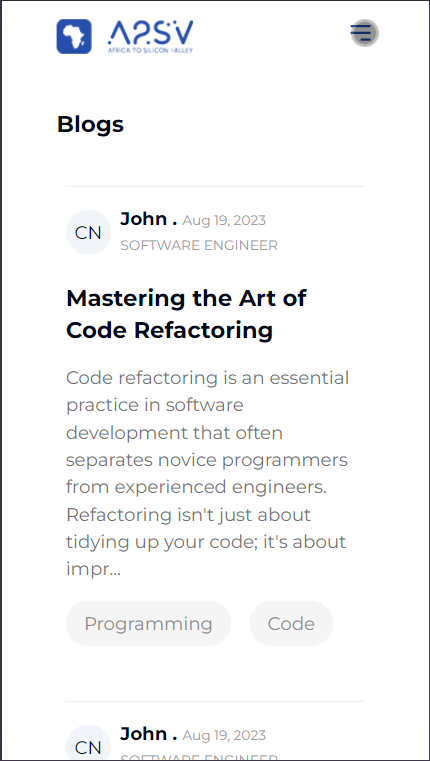 A2SV
AFRICA TO SILICON VALLEY
Blogs
CN
John . Aug 19, 2023
SOFTWARE ENGINEER
Mastering the Art of
Code Refactoring
Code refactoring is an essential
practice in software
development that often
separates novice programmers
from experienced engineers.
Refactoring isn't just about
tidying up your code; it's about
impr...
Programming Code
CN
John . Aug 19, 2023
SOFTWARE ENGINEER